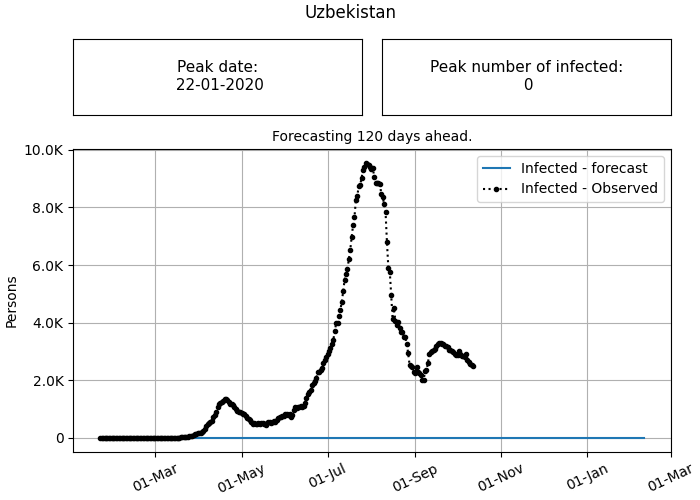 Uzbekistan
Peak date:
22-01-2020
Peak number of infected:
0
Forecasting 120 days ahead.
Infected - forecast
Infected - Observed
Persons
10.0K
8.0K
6.0K
4.0K
2.0K
0
01-Mar
01-May
01-Jul
01-Sep
01-Nov
01-Jan
01-Mar